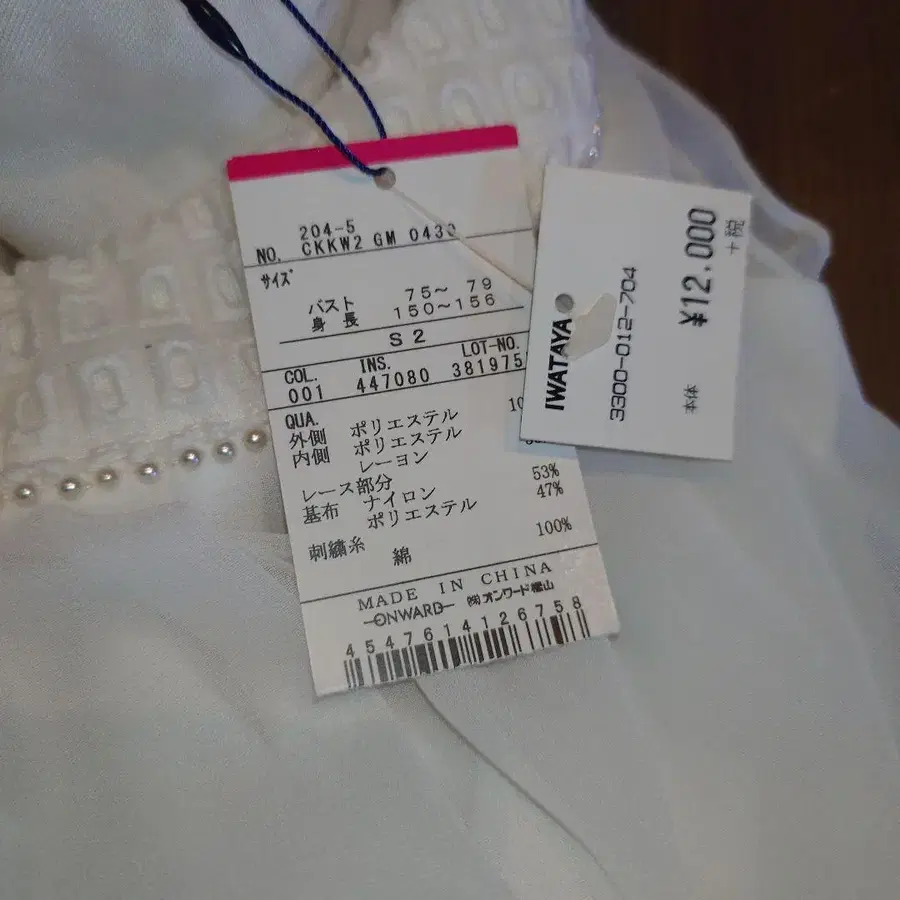 204-5
NO. CKKW2 GM 043
サイズ
バスト 75〜 79
身長 150〜156
S 2
COL. INS. LOT-NO.
001 447080 381975
QUA.
外側 ポリエステル
内側 ポリエステル
レーヨン
レース部分
基布 ナイロン 53%
ポリエステル 47%
刺繍糸 綿 100%
MADE IN CHINA
ONWARD ㈱オンワード樫山
4547614126758
IWATAYA
3300-012-704
本体 ¥12,000 +税